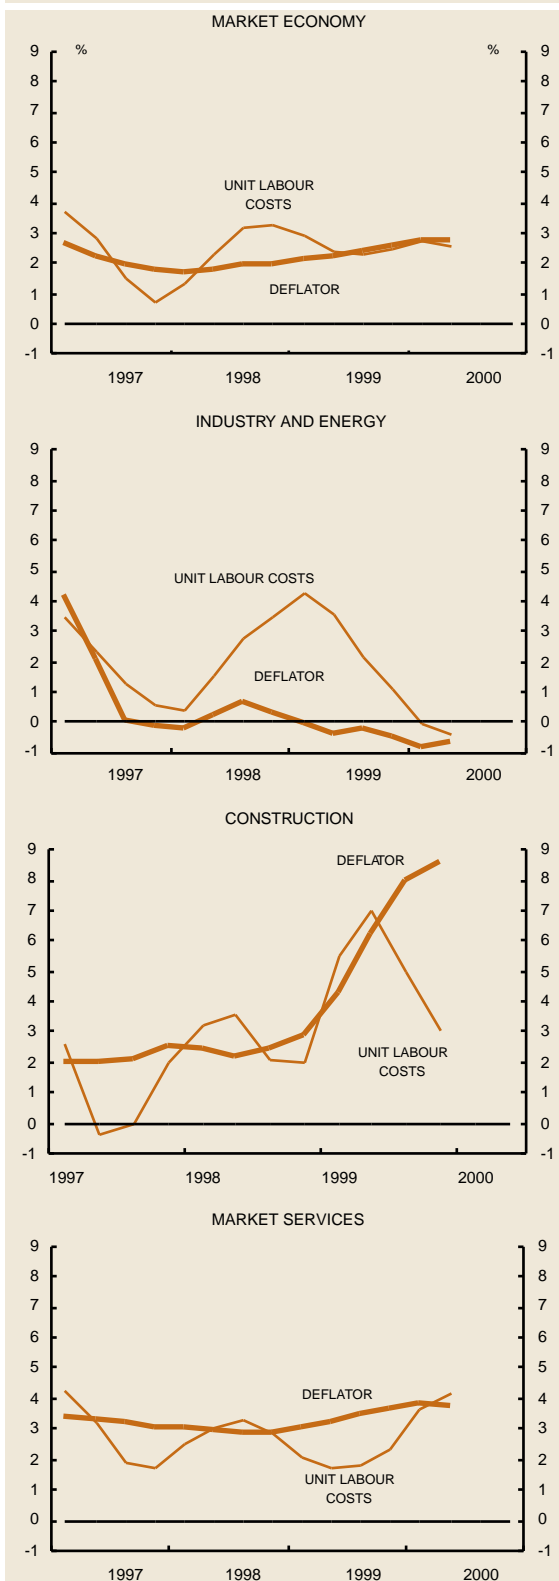 MARKET ECONOMY
9 % % 9
8 8
7 7
6 6
5 5
UNIT LABOUR
COSTS
4 4
3 3
2 2
DEFLATOR
1 1
0 0
-1 -1
1997 1998 1999 2000
INDUSTRY AND ENERGY
9 9
8 8
7 7
6 6
5 5
UNIT LABOUR COSTS
4 4
3 3
2 2
DEFLATOR
1 1
0 0
-1 -1
1997 1998 1999 2000
CONSTRUCTION
9 9
DEFLATOR
8 8
7 7
6 6
5 5
4 4
3 3
UNIT LABOUR
2 2
COSTS
1 1
0 0
-1 -1
1997 1998 1999 2000
MARKET SERVICES
9 9
8 8
7 7
6 6
5 5
DEFLATOR
4 4
3 3
2 2
UNIT LABOUR
1 1
COSTS
0 0
-1 -1
1997 1998 1999 2000